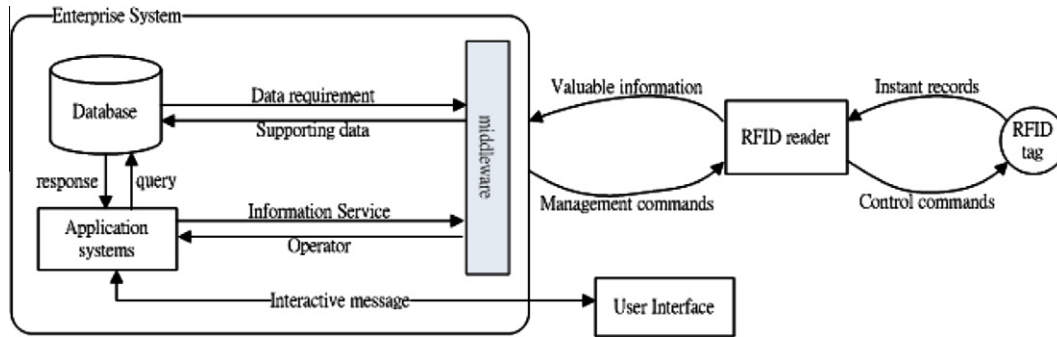 Enterprise System
Database
Data requirement
Supporting data
middleware
Valuable information
Instant records
RFID reader
RFID
tag
response
query
Management commands
Control commands
Application
systems
Information Service
Operator
Interactive message
User Interface